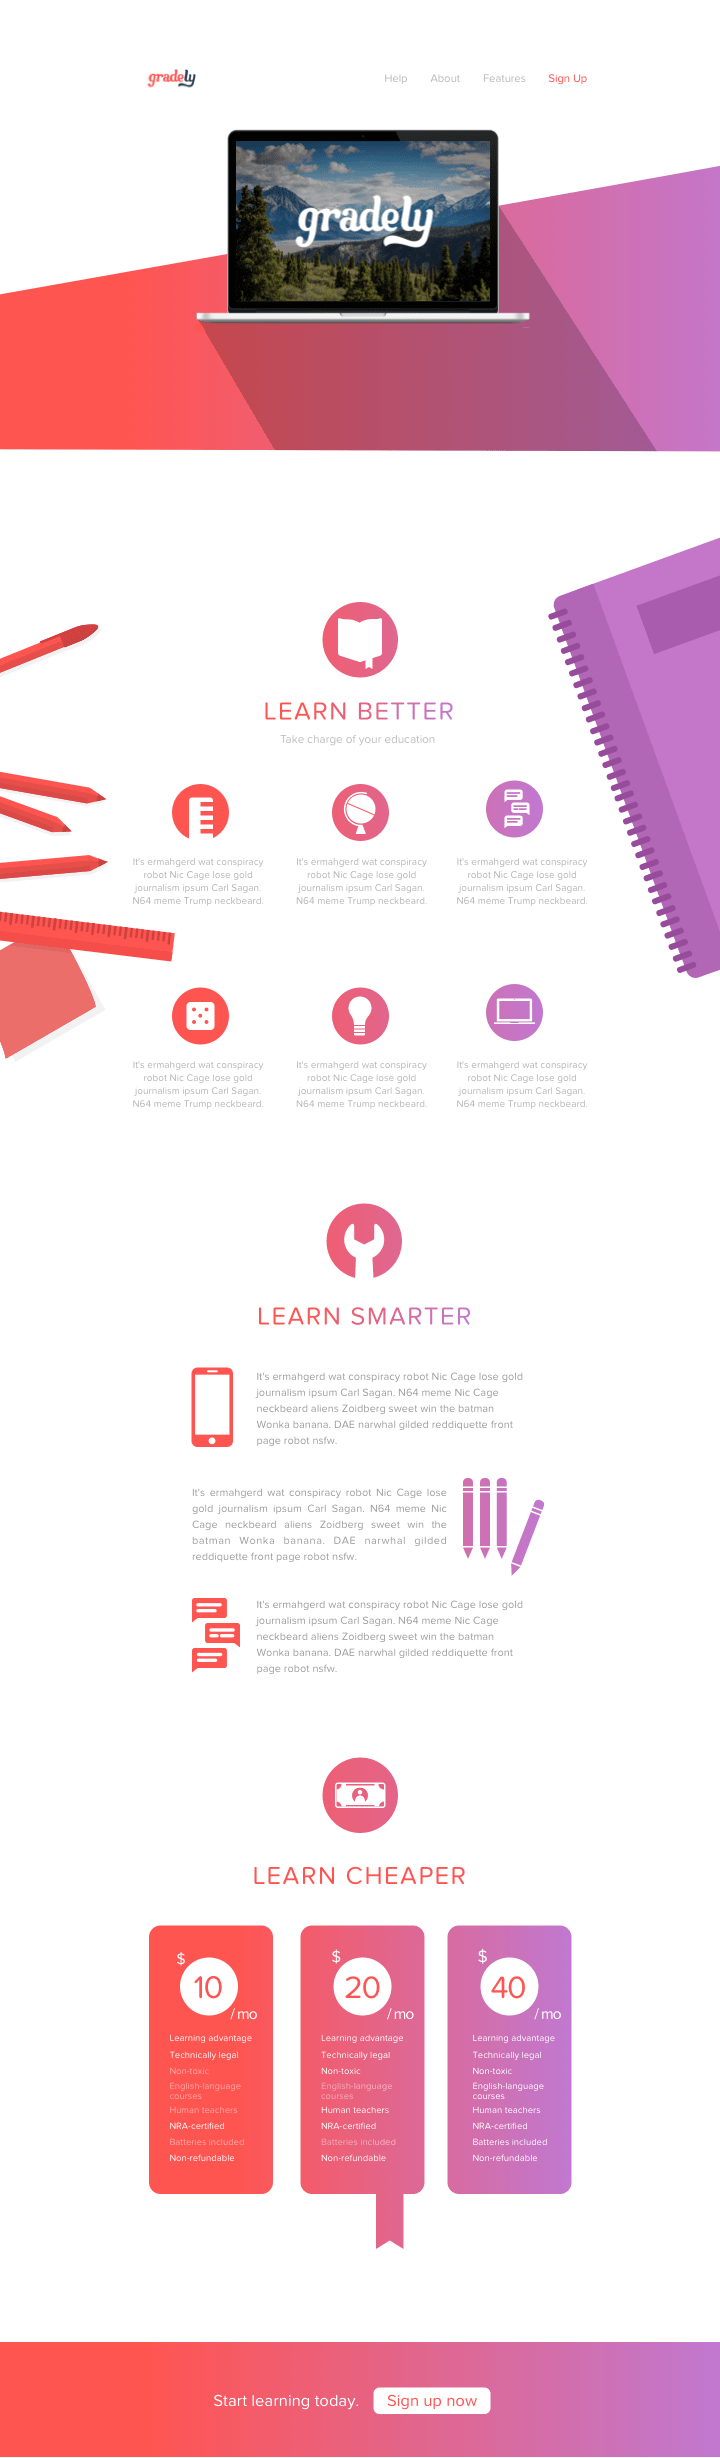 gradely
Help About Features Sign Up
gradely
LEARN BETTER
Take charge of your education
It's ermahgerd wat conspiracy
robot Nic Cage lose gold
journalism ipsum Carl Sagan.
N64 meme Trump neckbeard.
It's ermahgerd wat conspiracy
robot Nic Cage lose gold
journalism ipsum Carl Sagan.
N64 meme Trump neckbeard.
It's ermahgerd wat conspiracy
robot Nic Cage lose gold
journalism ipsum Carl Sagan.
N64 meme Trump neckbeard.
It's ermahgerd wat conspiracy
robot Nic Cage lose gold
journalism ipsum Carl Sagan.
N64 meme Trump neckbeard.
It's ermahgerd wat conspiracy
robot Nic Cage lose gold
journalism ipsum Carl Sagan.
N64 meme Trump neckbeard.
It's ermahgerd wat conspiracy
robot Nic Cage lose gold
journalism ipsum Carl Sagan.
N64 meme Trump neckbeard.
LEARN SMARTER
It's ermahgerd wat conspiracy robot Nic Cage lose gold
journalism ipsum Carl Sagan. N64 meme Nic Cage
neckbeard aliens Zoidberg sweet win the batman
Wonka banana. DAE narwhal gilded reddiquette front
page robot nsfw.
It's ermahgerd wat conspiracy robot Nic Cage lose
gold journalism ipsum Carl Sagan. N64 meme Nic
Cage neckbeard aliens Zoidberg sweet win the
batman Wonka banana. DAE narwhal gilded
reddiquette front page robot nsfw.
It's ermahgerd wat conspiracy robot Nic Cage lose gold
journalism ipsum Carl Sagan. N64 meme Nic Cage
neckbeard aliens Zoidberg sweet win the batman
Wonka banana. DAE narwhal gilded reddiquette front
page robot nsfw.
LEARN CHEAPER
$
10
/mo
Learning advantage
Technically legal
Non-toxic
English-language
courses
Human teachers
NRA-certified
Batteries included
Non-refundable
$
20
/mo
Learning advantage
Technically legal
Non-toxic
English-language
courses
Human teachers
NRA-certified
Batteries included
Non-refundable
$
40
/mo
Learning advantage
Technically legal
Non-toxic
English-language
courses
Human teachers
NRA-certified
Batteries included
Non-refundable
Start learning today. Sign up now